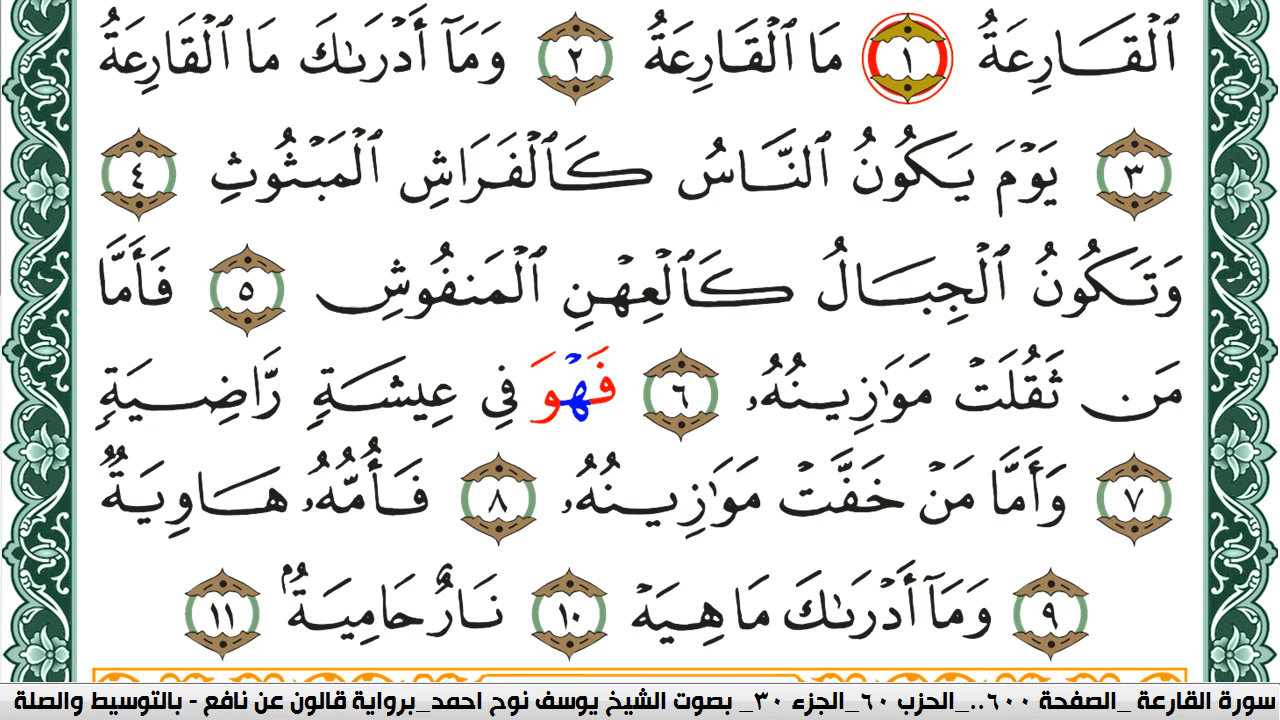 ٱلْقَارِعَةُ ١ مَا ٱلْقَارِعَةُ ٢ وَمَآ أَدْرَىٰكَ مَا ٱلْقَارِعَةُ
٣ يَوْمَ يَكُونُ ٱلنَّاسُ كَٱلْفَرَاشِ ٱلْمَبْثُوثِ ٤
وَتَكُونُ ٱلْجِبَالُ كَٱلْعِهْنِ ٱلْمَنفُوشِ ٥ فَأَمَّا
مَن ثَقُلَتْ مَوَٰزِينُهُۥ ٦ فَهْوَ فِي عِيشَةٍ رَّاضِيَةٍ
٧ وَأَمَّا مَنْ خَفَّتْ مَوَٰزِينُهُۥ ٨ فَأُمُّهُۥ هَاوِيَةٌ
٩ وَمَآ أَدْرَىٰكَ مَا هِيَهْ ١٠ نَارٌ حَامِيَةٌۢ ١١
سورة القارعة _الصفحة ٦٠٠.._الحزب ٦٠_الجزء ٣٠_ بصوت الشيخ يوسف نوح احمد_برواية قالون عن نافع - بالتوسيط والصلة